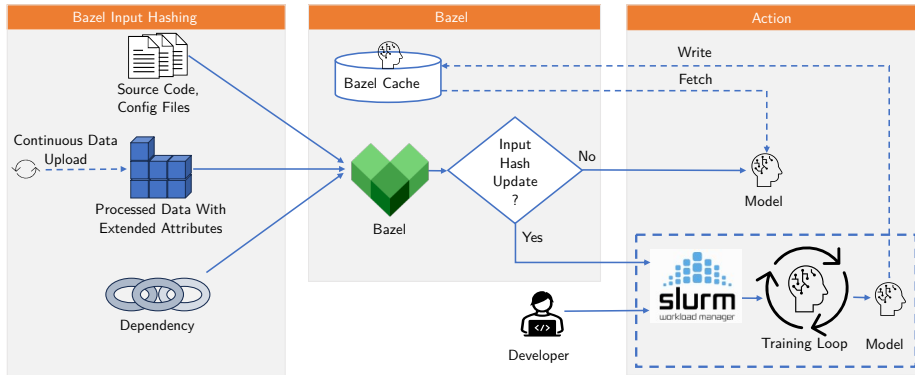 Bazel Input Hashing
Bazel
Action
Source Code,
Config Files
Continuous Data
Upload
Processed Data With
Extended Attributes
Dependency
Bazel Cache
Bazel
Input
Hash
Update
?
No
Yes
Developer
Write
Fetch
Model
slurm
workload manager
Training Loop
Model